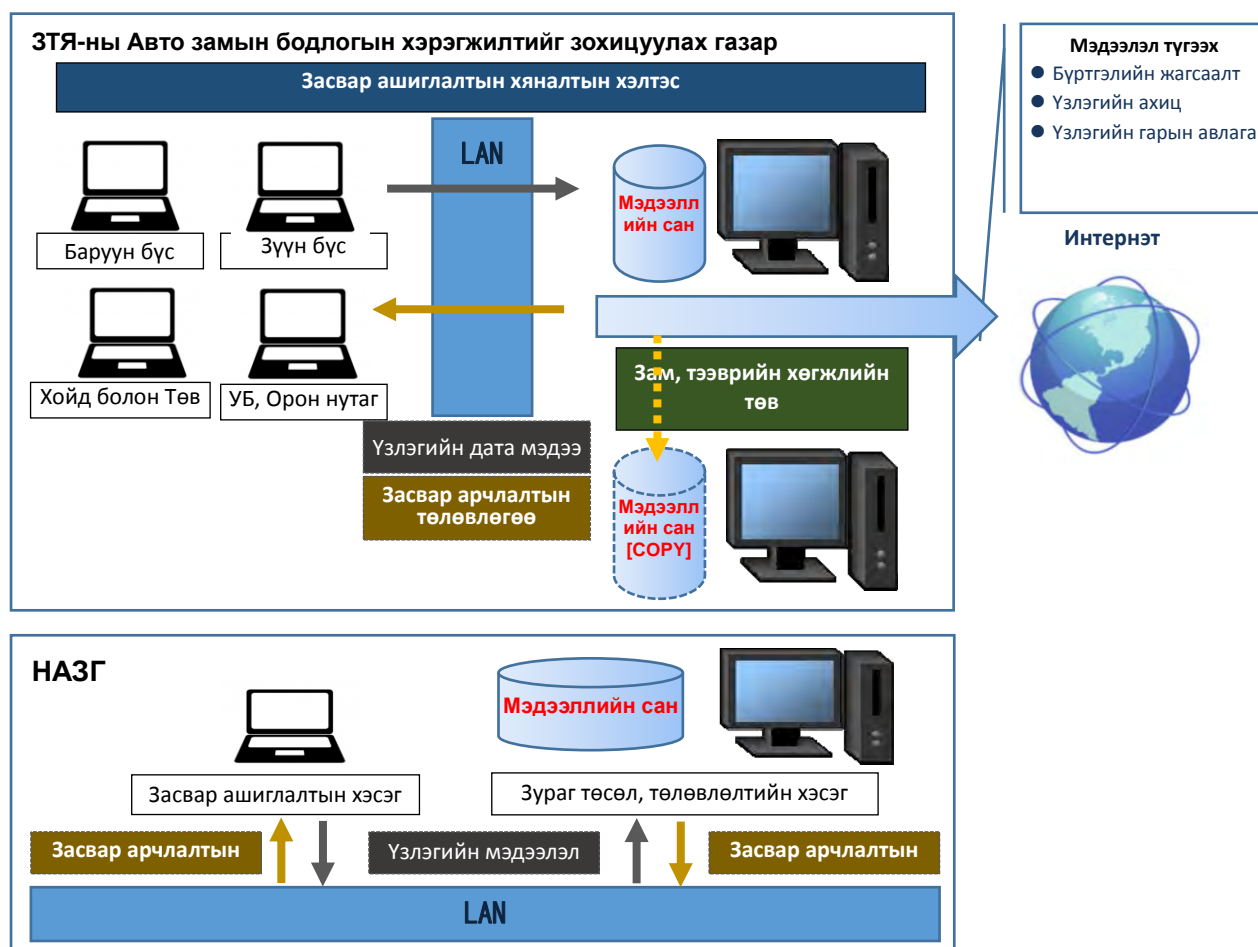 ЗТЯ-ны Авто замын бодлогын хэрэгжилтийг зохицуулах газар
Засвар ашиглалтын хяналтын хэлтэс
LAN
Мэдээлл
ийн сан
Баруун бүс
Зүүн бүс
Хойд болон Төв
УБ, Орон нутаг
Зам, тээврийн хөгжлийн
төв
Үзлэгийн дата мэдээ
Засвар арчлалтын
төлөвлөгөө
Мэдээлл
ийн сан
[COPY]
Мэдээлэл түгээх
● Бүртгэлийн жагсаалт
● Үзлэгийн ахиц
● Үзлэгийн гарын авлага
Интернэт
НАЗГ
Мэдээллийн сан
Засвар ашиглалтын хэсэг
Зураг төсөл, төлөвлөлтийн хэсэг
Засвар арчлалтын
Үзлэгийн мэдээлэл
Засвар арчлалтын
LAN